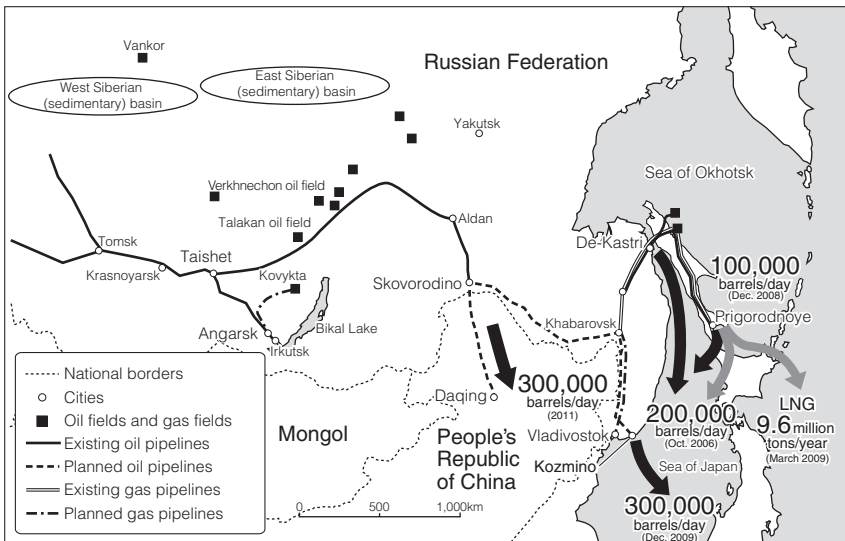 Vankor
West Siberian
(sedimentary) basin
East Siberian
(sedimentary) basin
Russian Federation
Yakutsk
Sea of Okhotsk
Verkhnechon oil field
Talakan oil field
Aldan
De-Kastri
Tomsk
Krasnoyarsk
Taishet
Kovykta
Skovorodino
100,000
barrels/day
(Dec. 2008)
Prigorodnoye
Angarsk
Irkutsk
Bikal Lake
Khabarovsk
National borders
Cities
Oil fields and gas fields
Existing oil pipelines
Planned oil pipelines
Existing gas pipelines
Planned gas pipelines
Mongol
Daqing
300,000
barrels/day
(2011)
People's
Republic
of China
Vladivostok
Kozmino
200,000
barrels/day
(Oct. 2006)
LNG
9.6 million
tons/year
(March 2009)
Sea of Japan
300,000
barrels/day
(Dec. 2009)
0 500 1,000km